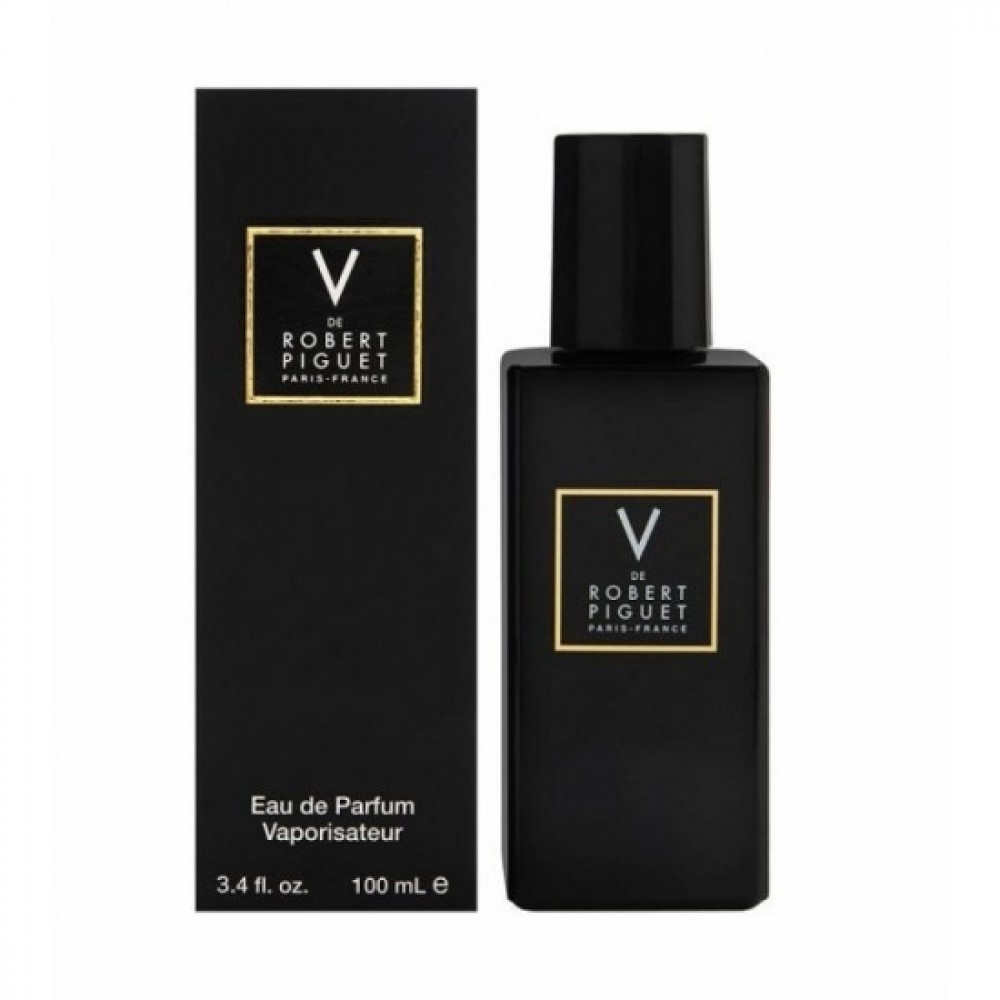 V
DE
ROBERT
PIGUET
PARIS-FRANCE
Eau de Parfum
Vaporisateur
3.4 fl. oz. 100 mL ℮
V
DE
ROBERT
PIGUET
PARIS-FRANCE